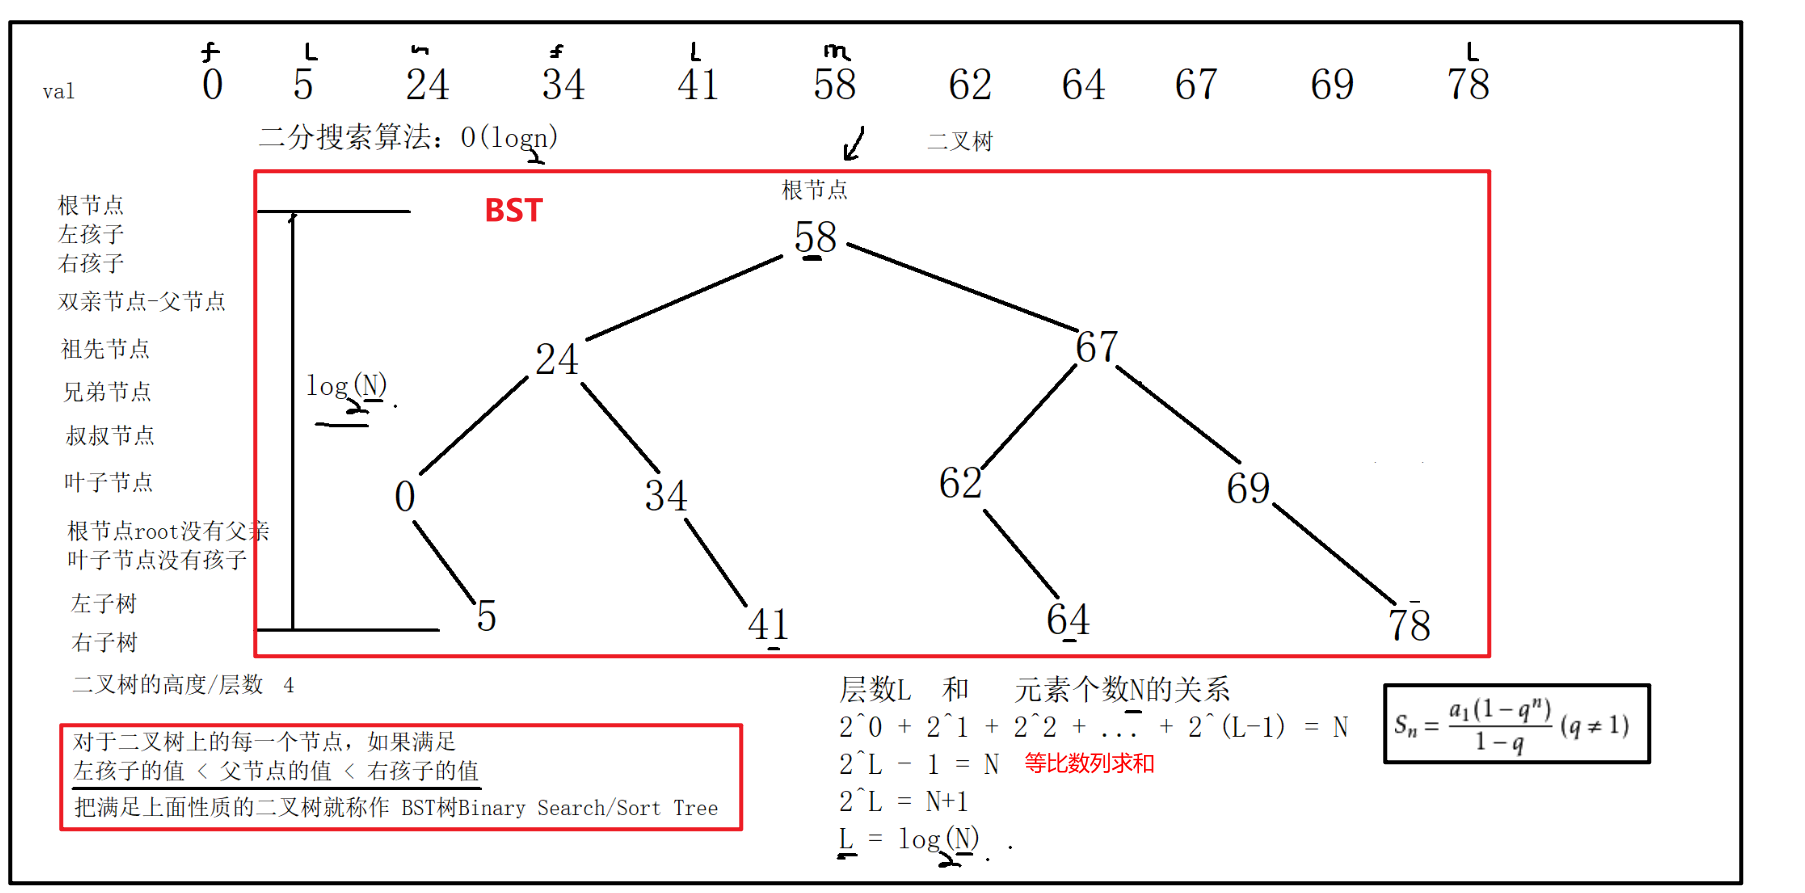 f L m f L m L
val 0 5 24 34 41 58 62 64 67 69 78
二分搜索算法：O(logn)
2
二叉树
根节点
左孩子
右孩子
双亲节点-父节点
祖先节点
兄弟节点
叔叔节点
叶子节点
根节点root没有父亲
叶子节点没有孩子
左子树
右子树
BST
根节点
58
24 67
log(N)
2
0 34 62 69
5 41 64 78
二叉树的高度/层数 4
对于二叉树上的每一个节点，如果满足
左孩子的值 < 父节点的值 < 右孩子的值
把满足上面性质的二叉树就称作 BST树Binary Search/Sort Tree
层数L 和 元素个数N的关系
2^0 + 2^1 + 2^2 + ... + 2^(L-1) = N
2^L - 1 = N 等比数列求和
2^L = N+1
L = log(N)
2
Sₙ = a₁(1-qⁿ) / 1-q (q ≠ 1)